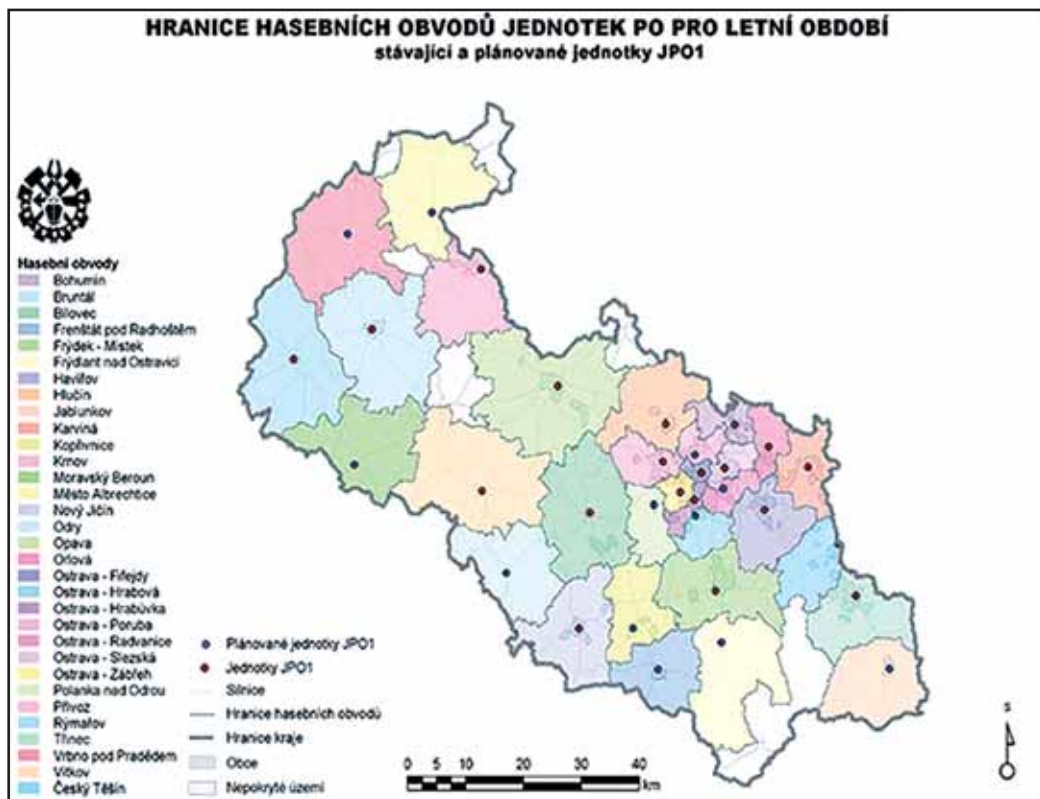 HRANICE HASEBNÍCH OBVODŮ JEDNOTEK PO PRO LETNÍ OBDOBÍ
stávající a plánované jednotky JPO1
Hasební obvody
Bohumín
Bruntál
Bílovec
Frenštát pod Radhoštěm
Frýdek - Místek
Frýdlant nad Ostravicí
Havířov
Hlučín
Jablunkov
Karviná
Kopřivnice
Krnov
Moravský Beroun
Město Albrechtice
Nový Jičín
Odry
Opava
Orlová
Ostrava - Fifejdy
Ostrava - Hrabová
Ostrava - Hrabůvka
Ostrava - Poruba
Ostrava - Radvanice
Ostrava - Slezská
Ostrava - Zábřeh
Polanka nad Odrou
Přívoz
Rýmařov
Třinec
Vrbno pod Pradědem
Vítkov
Český Těšín
Plánované jednotky JPO1
Jednotky JPO1
Silnice
Hranice hasebních obvodů
Hranice kraje
Obce
Nepokryté území
0 5 10 20 30 40
km
S